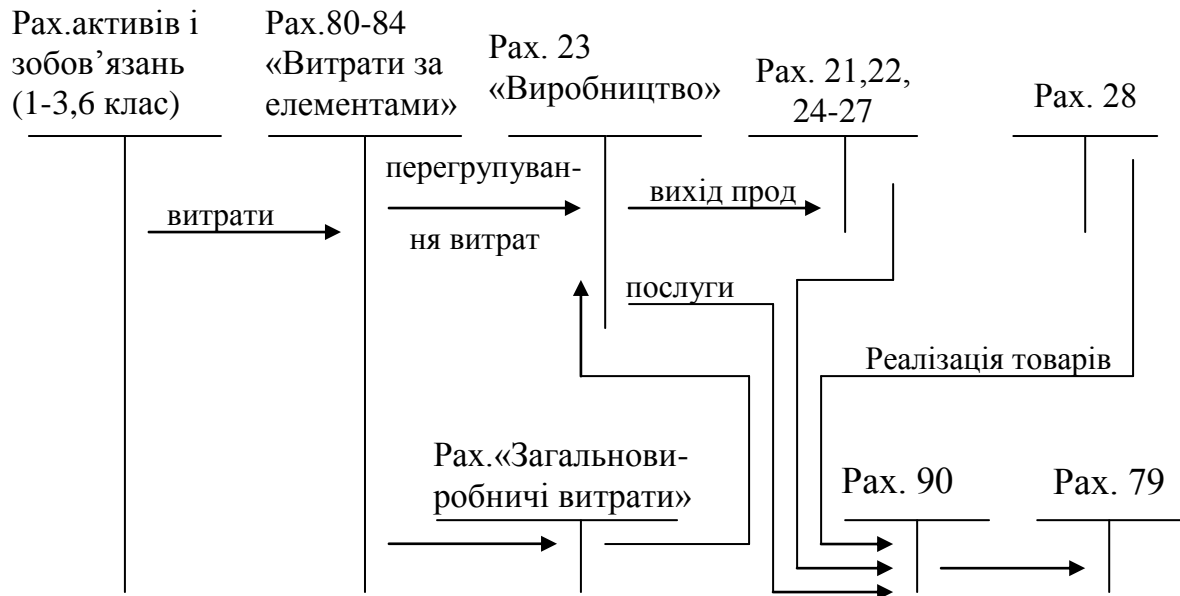 Рах.активів і
зобов’язань
(1-3,6 клас)
Рах.80-84
«Витрати за
елементами»
Рах. 23
«Виробництво»
Рах. 21,22,
24-27
Рах. 28
витрати
перегрупуван-
ня витрат
вихід прод
послуги
Реалізація товарів
Рах.«Загальнови-
робничі витрати»
Рах. 90
Рах. 79